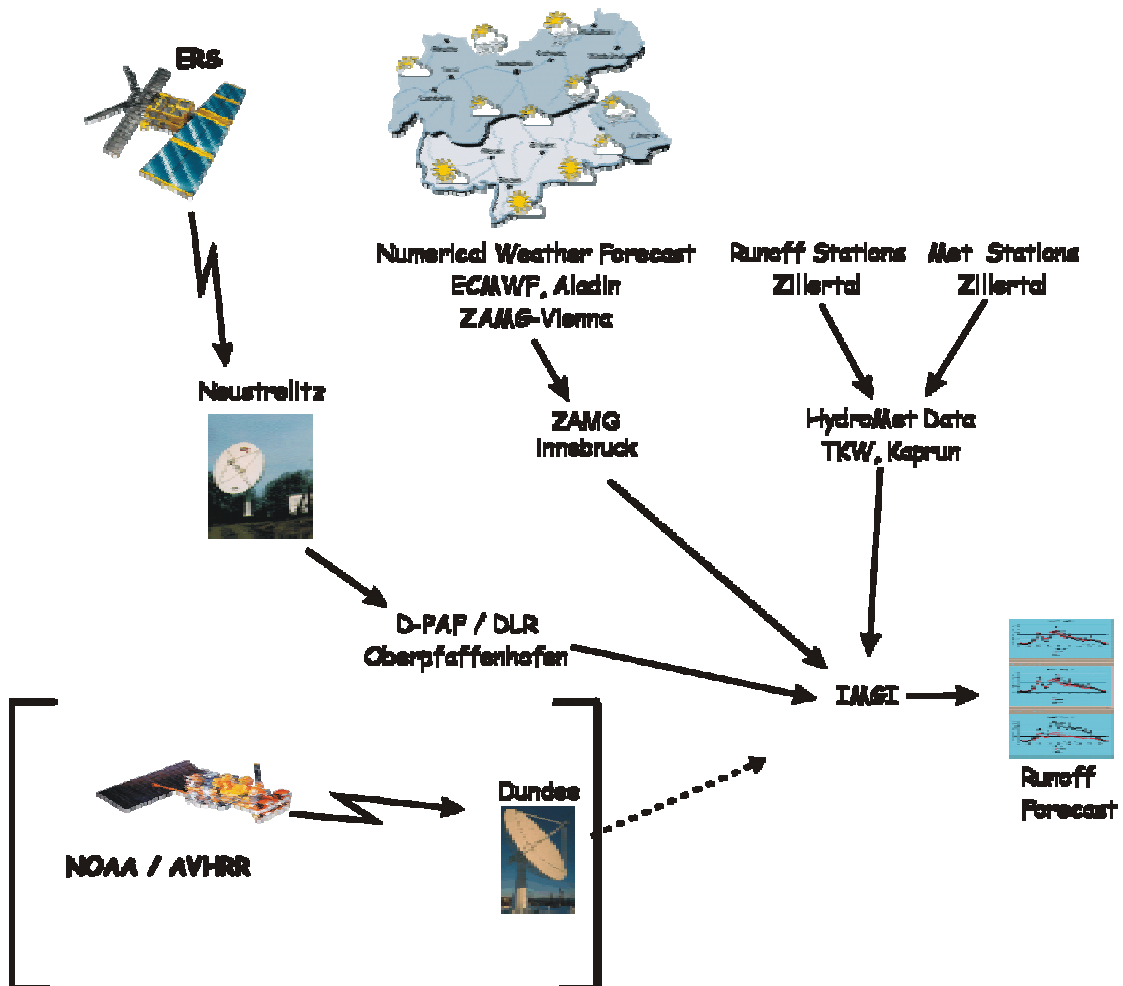 ERS
Numerical Weather Forecast
ECMWF, Aladin
ZAMG-Vienna
Runoff Stations
Zillertal
Met Stations
Zillertal
Neustrelitz
ZAMG
Innsbruck
HydroMet Data
TKW, Kaprun
D-PAF / DLR
Oberpfaffenhofen
IMGI
Runoff
Forecast
Dundee
NOAA / AVHRR